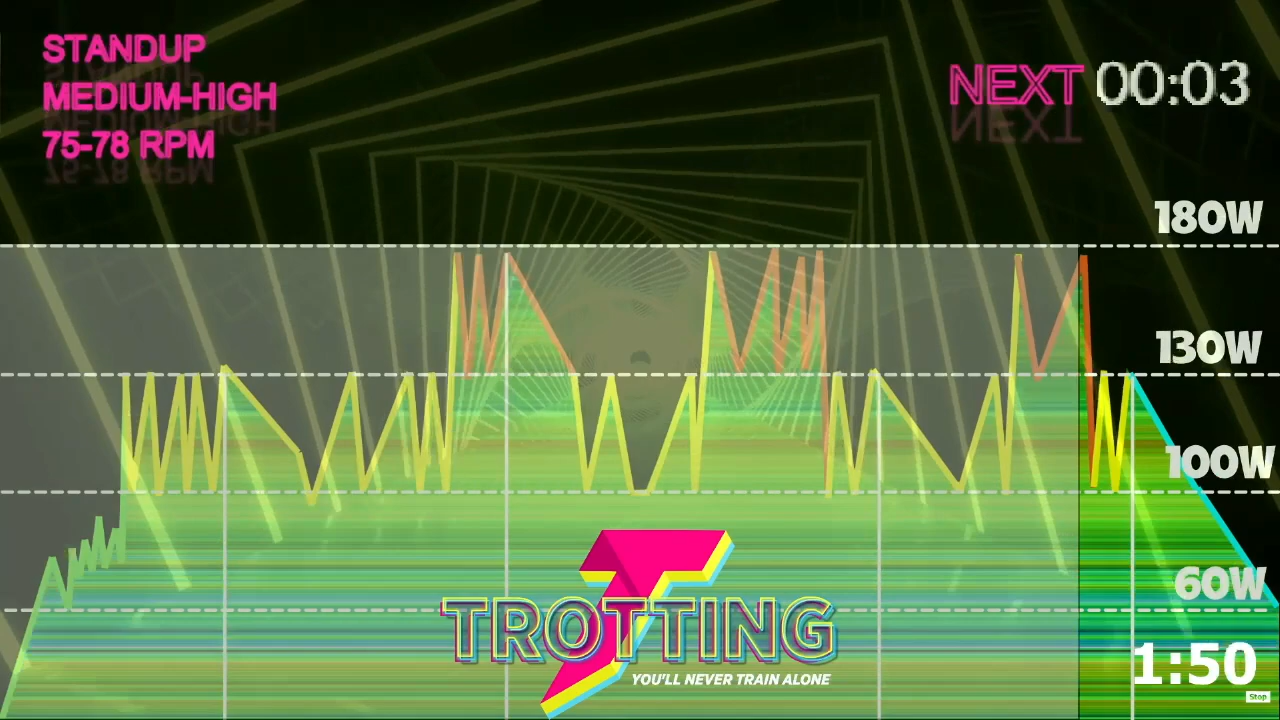 STANDUP
MEDIUM-HIGH
75-78 RPM
NEXT 00:03
180W
130W
100W
60W
TROTTING
YOU'LL NEVER TRAIN ALONE
1:50
Stop